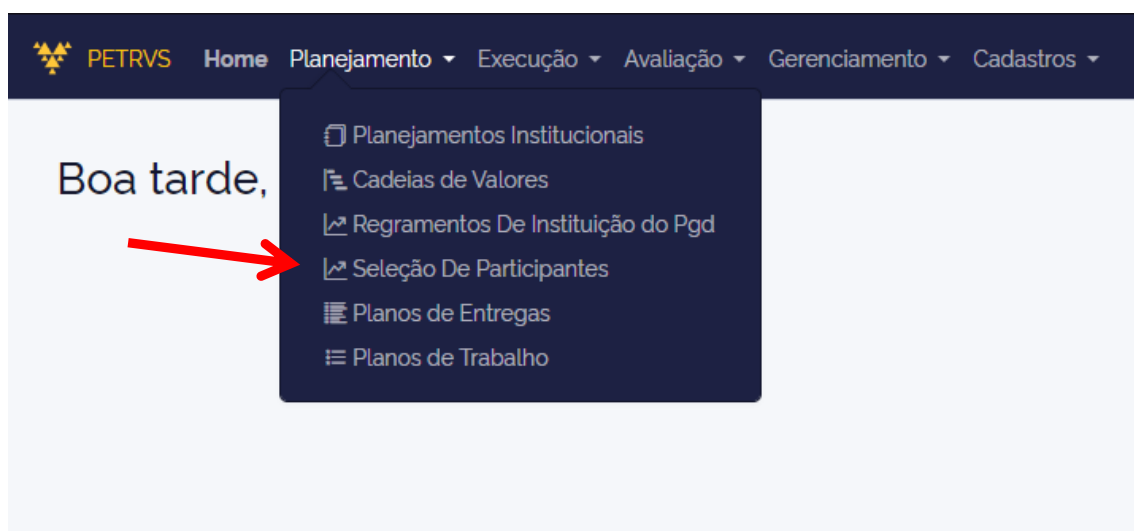 PETRVS Home Planejamento Execução Avaliação Gerenciamento Cadastros
Planejamentos Institucionais
Boa tarde,
Cadeias de Valores
Regramentos De Instituição do Pgd
Seleção De Participantes
Planos de Entregas
Planos de Trabalho